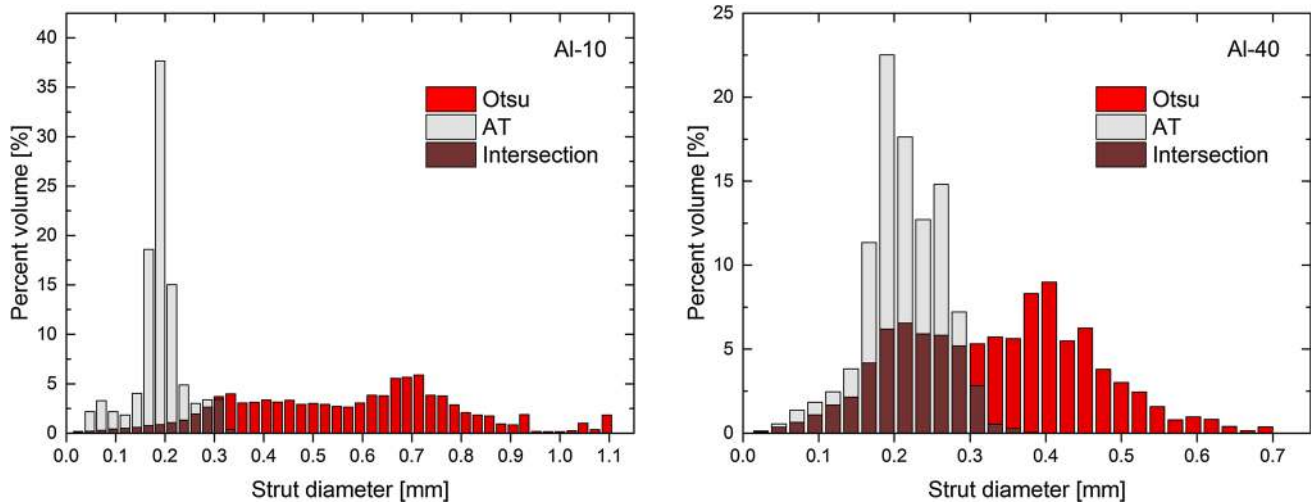 Al-10
Otsu
AT
Intersection
Percent volume [%]
40
35
30
25
20
15
10
5
0
0.0 0.1 0.2 0.3 0.4 0.5 0.6 0.7 0.8 0.9 1.0 1.1
Strut diameter [mm]
Al-40
Otsu
AT
Intersection
Percent volume [%]
25
20
15
10
5
0
0.0 0.1 0.2 0.3 0.4 0.5 0.6 0.7
Strut diameter [mm]